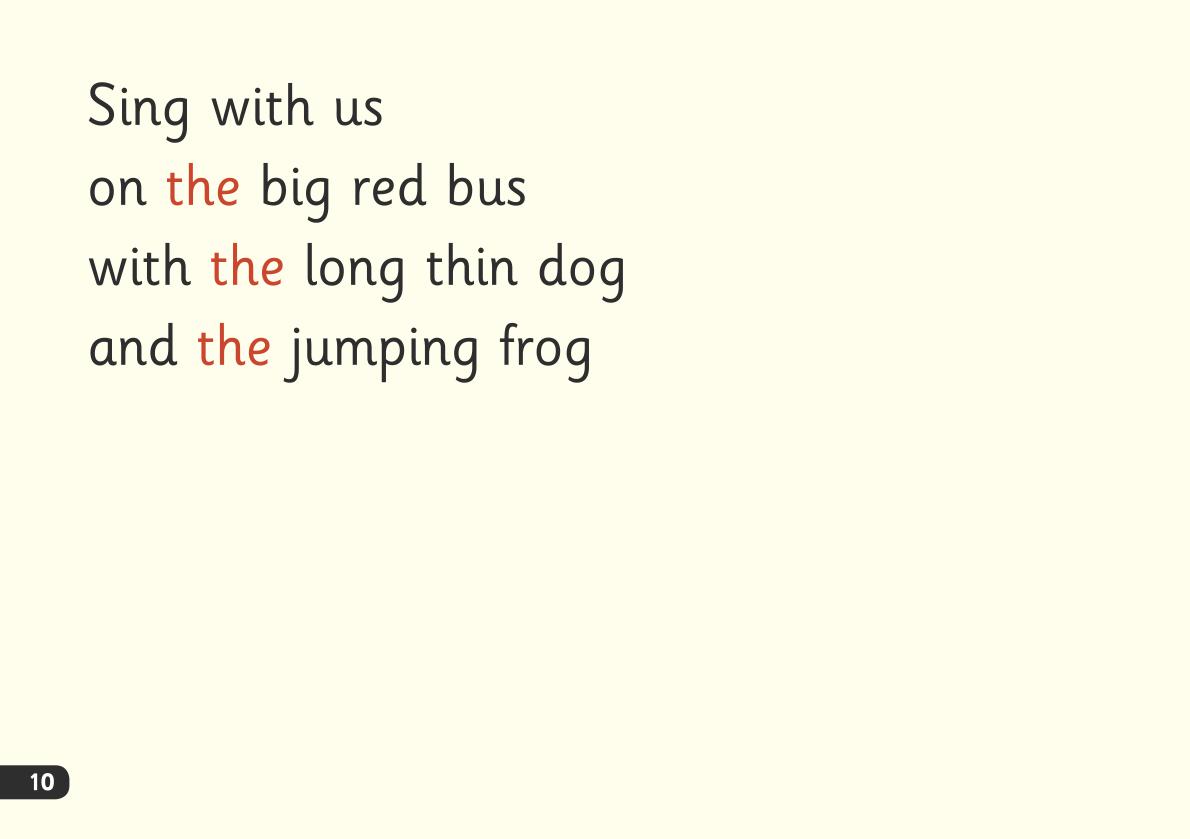 Sing with us
on the big red bus
with the long thin dog
and the jumping frog
10